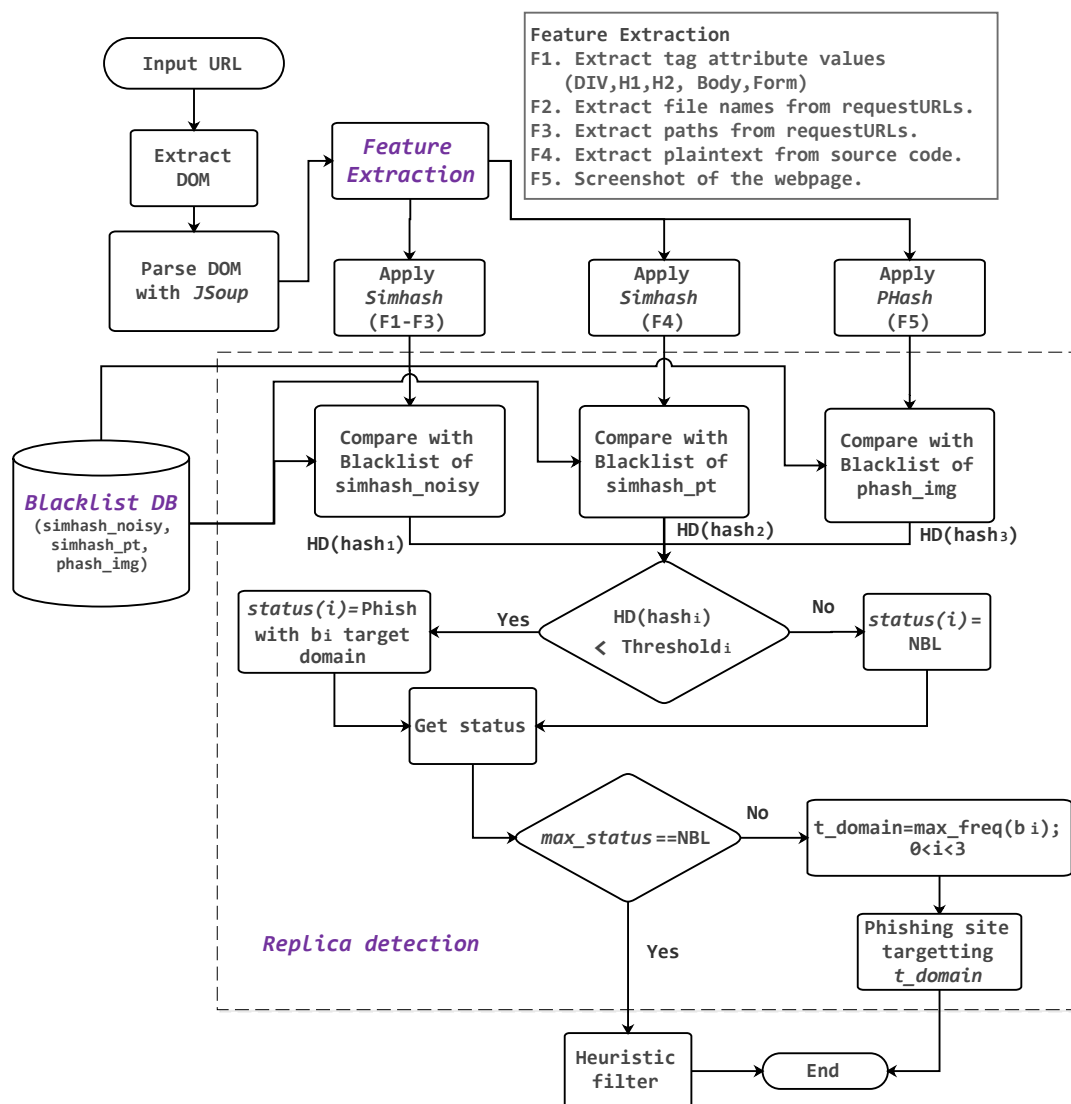 Input URL
Extract
DOM
Parse DOM
with JSoup
Feature
Extraction
Feature Extraction
F1. Extract tag attribute values
(DIV,H1,H2, Body,Form)
F2. Extract file names from requestURLs.
F3. Extract paths from requestURLs.
F4. Extract plaintext from source code.
F5. Screenshot of the webpage.
Apply
Simhash
(F1-F3)
Apply
Simhash
(F4)
Apply
PHash
(F5)
Blacklist DB
(simhash_noisy,
simhash_pt,
phash_img)
Compare with
Blacklist of
simhash_noisy
Compare with
Blacklist of
simhash_pt
Compare with
Blacklist of
phash_img
HD(hash1)
HD(hash2)
HD(hash3)
HD(hashi)
< Thresholdi
Yes
No
status(i)=Phish
with bi target
domain
status(i)=
NBL
Get status
max_status==NBL
No
Yes
t_domain=max_freq(bi);
0<i<3
Phishing site
targetting
t_domain
Replica detection
Heuristic
filter
End